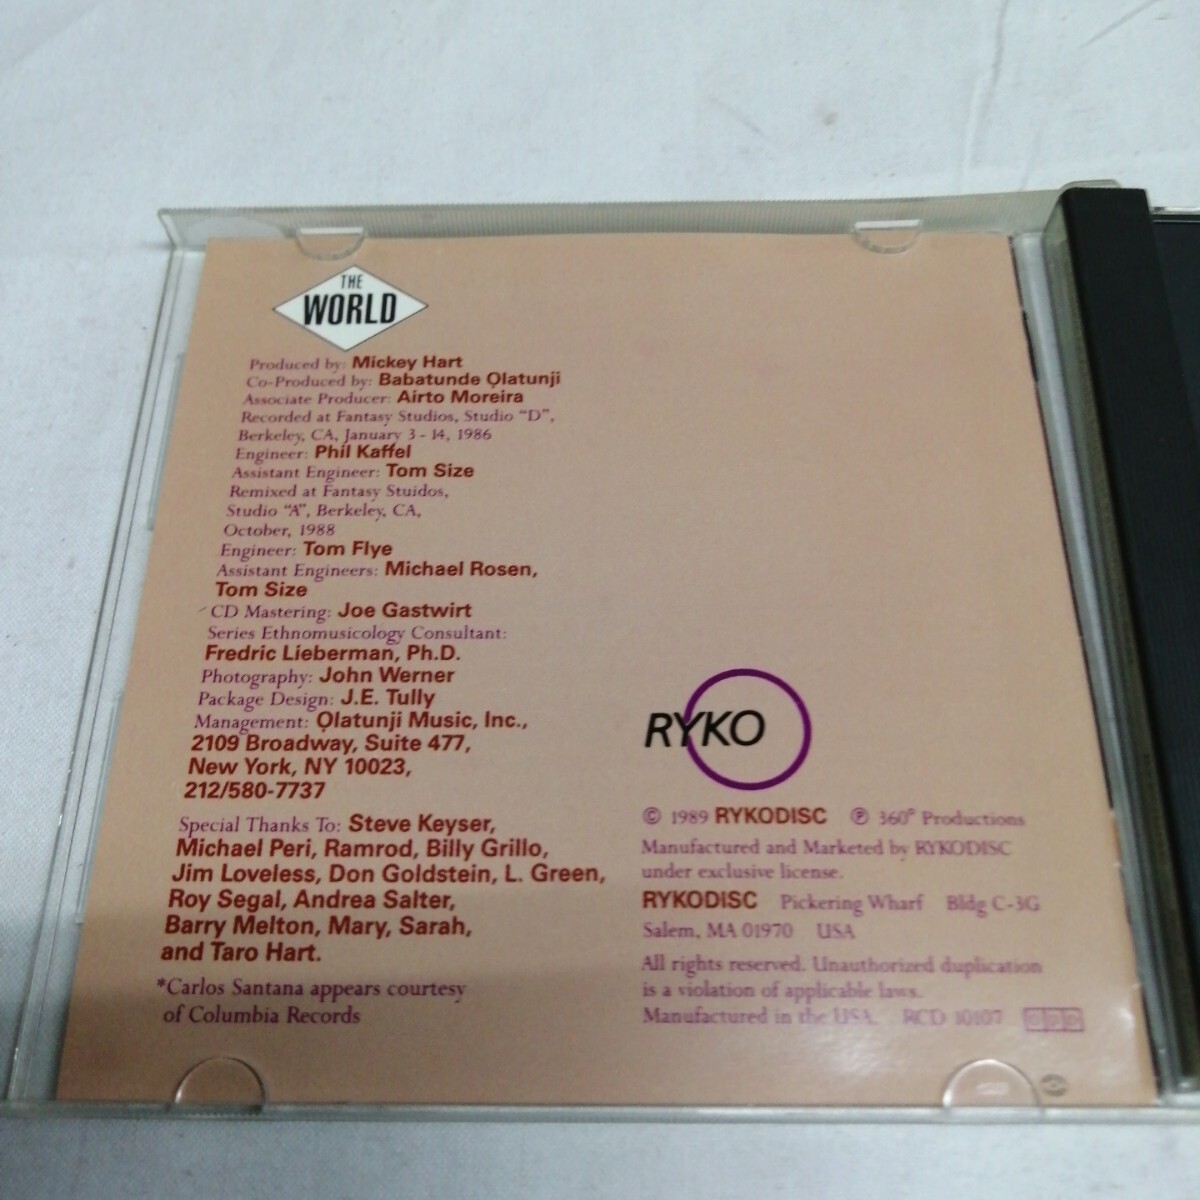 THE
WORLD
Produced by: Mickey Hart
Co-Produced by: Babatunde Ọlatunji
Associate Producer: Airto Moreira
Recorded at Fantasy Studios, Studio “D”,
Berkeley, CA, January 3 - 14, 1986
Engineer: Phil Kaffel
Assistant Engineer: Tom Size
Remixed at Fantasy Stuidos,
Studio “A”, Berkeley, CA,
October, 1988
Engineer: Tom Flye
Assistant Engineers: Michael Rosen,
Tom Size
CD Mastering: Joe Gastwirt
Series Ethnomusicology Consultant:
Fredric Lieberman, Ph.D.
Photography: John Werner
Package Design: J.E. Tully
Management: Ọlatunji Music, Inc.,
2109 Broadway, Suite 477,
New York, NY 10023,
212/580-7737
Special Thanks To: Steve Keyser,
Michael Peri, Ramrod, Billy Grillo,
Jim Loveless, Don Goldstein, L. Green,
Roy Segal, Andrea Salter,
Barry Melton, Mary, Sarah,
and Taro Hart.
*Carlos Santana appears courtesy
of Columbia Records
RYKO
© 1989 RYKODISC ℗ 360° Productions
Manufactured and Marketed by RYKODISC
under exclusive license.
RYKODISC Pickering Wharf Bldg C-3G
Salem, MA 01970 USA
All rights reserved. Unauthorized duplication
is a violation of applicable laws.
Manufactured in the USA. RCD 10107